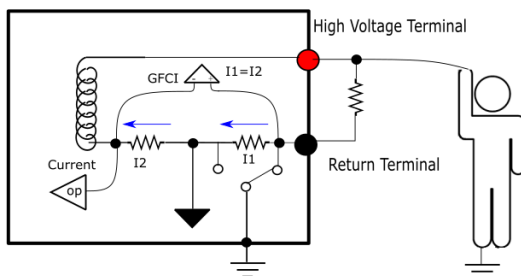 High Voltage Terminal
I1=I2
GFCI
- +
Current
I2
I1
Return Terminal
op